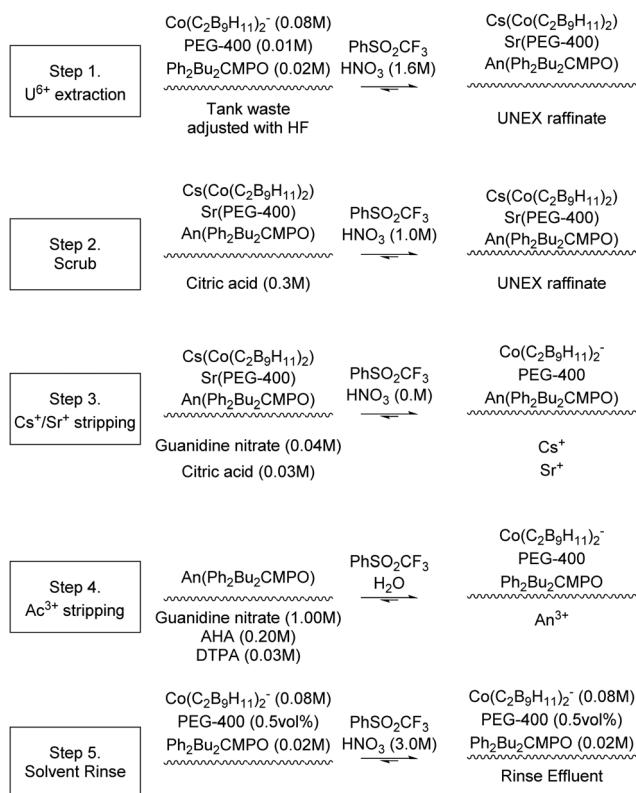 Step 1.
U⁶⁺ extraction
Co(C₂B₉H₁₁)₂⁻ (0.08M)
PEG-400 (0.01M)
Ph₂Bu₂CMPO (0.02M)
Tank waste
adjusted with HF
PhSO₂CF₃
HNO₃ (1.6M)
Cs(Co(C₂B₉H₁₁)₂)
Sr(PEG-400)
An(Ph₂Bu₂CMPO)
UNEX raffinate
Step 2.
Scrub
Cs(Co(C₂B₉H₁₁)₂)
Sr(PEG-400)
An(Ph₂Bu₂CMPO)
Citric acid (0.3M)
PhSO₂CF₃
HNO₃ (1.0M)
Cs(Co(C₂B₉H₁₁)₂)
Sr(PEG-400)
An(Ph₂Bu₂CMPO)
UNEX raffinate
Step 3.
Cs⁺/Sr⁺ stripping
Cs(Co(C₂B₉H₁₁)₂)
Sr(PEG-400)
An(Ph₂Bu₂CMPO)
Guanidine nitrate (0.04M)
Citric acid (0.03M)
PhSO₂CF₃
HNO₃ (0.M)
Co(C₂B₉H₁₁)₂⁻
PEG-400
An(Ph₂Bu₂CMPO)
Cs⁺
Sr⁺
Step 4.
Ac³⁺ stripping
An(Ph₂Bu₂CMPO)
Guanidine nitrate (1.00M)
AHA (0.20M)
DTPA (0.03M)
PhSO₂CF₃
H₂O
Co(C₂B₉H₁₁)₂⁻
PEG-400
Ph₂Bu₂CMPO
An³⁺
Step 5.
Solvent Rinse
Co(C₂B₉H₁₁)₂⁻ (0.08M)
PEG-400 (0.5vol%)
Ph₂Bu₂CMPO (0.02M)
PhSO₂CF₃
HNO₃ (3.0M)
Co(C₂B₉H₁₁)₂⁻ (0.08M)
PEG-400 (0.5vol%)
Ph₂Bu₂CMPO (0.02M)
Rinse Effluent